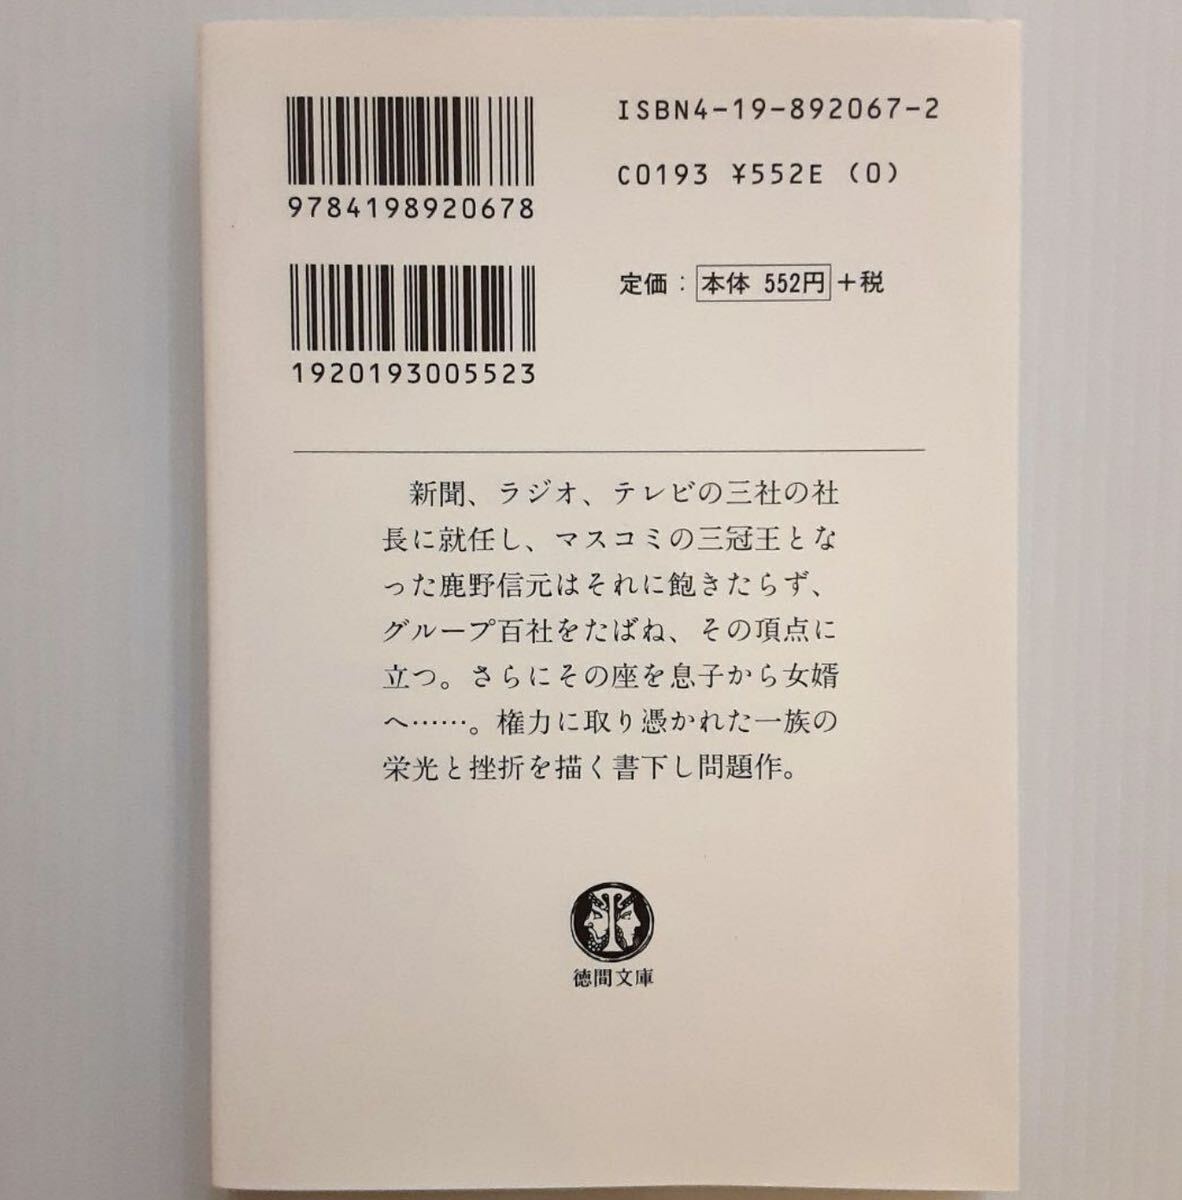 ISBN4-19-892067-2
C0193 ¥552E (0)
9784198920678
定価：本体 552円＋税
1920193005523
新聞、ラジオ、テレビの三社の社
長に就任し、マスコミの三冠王とな
った鹿野信元はそれに飽きたらず、
グループ百社をたばね、その頂点に
立つ。さらにその座を息子から女婿
へ……。権力に取り憑かれた一族の
栄光と挫折を描く書下し問題作。
徳間文庫